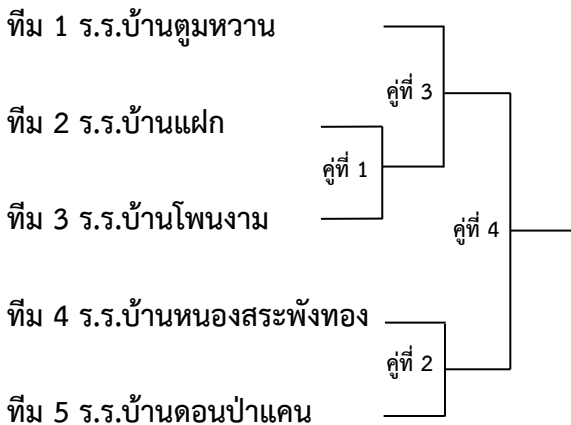 ทีม 1 ร.ร.บ้านตูมหวาน
คู่ที่ 3
ทีม 2 ร.ร.บ้านแฝก
คู่ที่ 1
ทีม 3 ร.ร.บ้านโพนงาม
คู่ที่ 4
ทีม 4 ร.ร.บ้านหนองสระพังทอง
คู่ที่ 2
ทีม 5 ร.ร.บ้านดอนป่าแคน